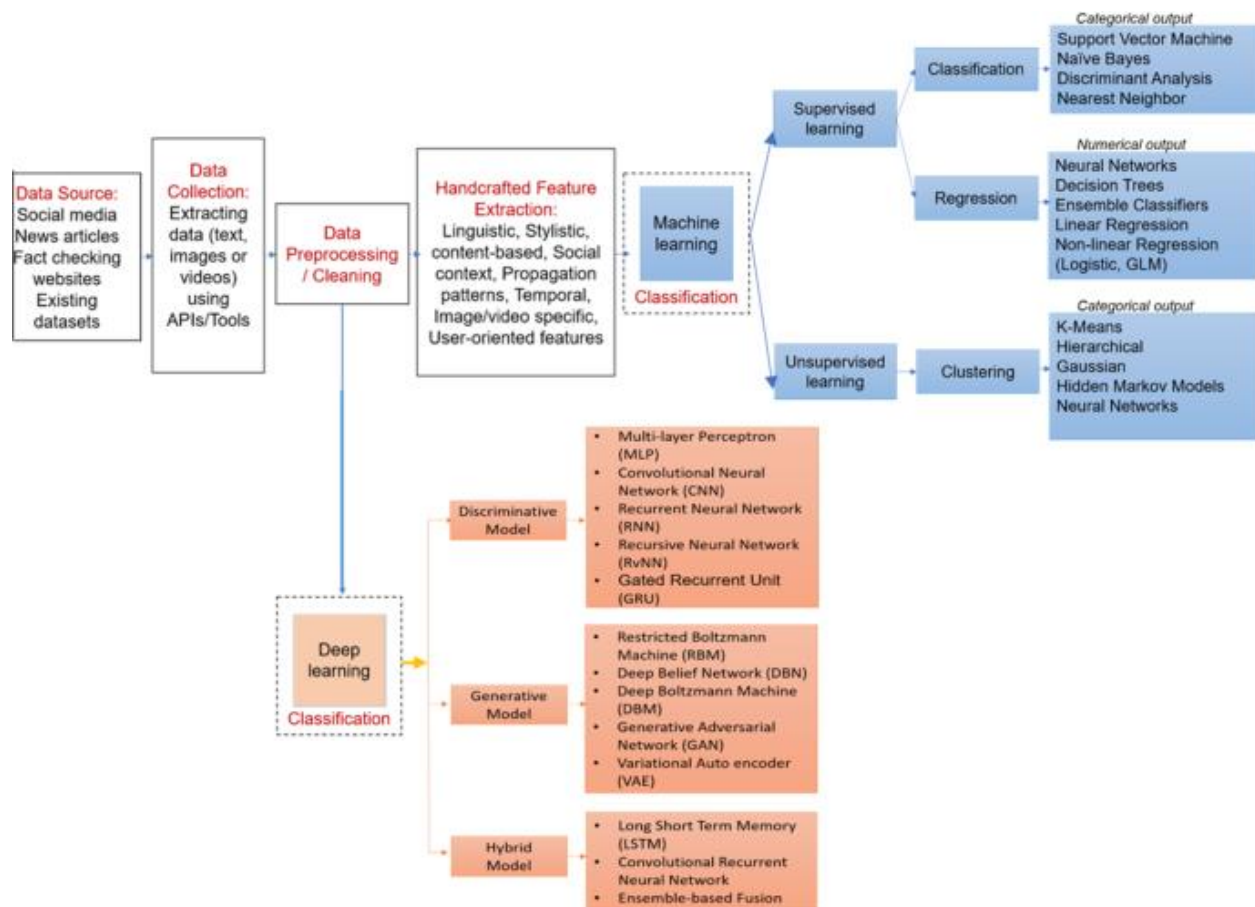 Data Source:
Social media
News articles
Fact checking
websites
Existing
datasets
Data
Collection:
Extracting
data (text,
images or
videos)
using
APIs/Tools
Data
Preprocessing
/ Cleaning
Handcrafted Feature
Extraction:
Linguistic, Stylistic,
content-based, Social
context, Propagation
patterns, Temporal,
Image/video specific,
User-oriented features
Machine
learning
Classification
Supervised
learning
Classification
Categorical output
Support Vector Machine
Naïve Bayes
Discriminant Analysis
Nearest Neighbor
Regression
Numerical output
Neural Networks
Decision Trees
Ensemble Classifiers
Linear Regression
Non-linear Regression
(Logistic, GLM)
Unsupervised
learning
Clustering
Categorical output
K-Means
Hierarchical
Gaussian
Hidden Markov Models
Neural Networks
Deep
learning
Classification
Discriminative
Model
• Multi-layer Perceptron
(MLP)
• Convolutional Neural
Network (CNN)
• Recurrent Neural Network
(RNN)
• Recursive Neural Network
(RvNN)
• Gated Recurrent Unit
(GRU)
Generative
Model
• Restricted Boltzmann
Machine (RBM)
• Deep Belief Network (DBN)
• Deep Boltzmann Machine
(DBM)
• Generative Adversarial
Network (GAN)
• Variational Auto encoder
(VAE)
Hybrid
Model
• Long Short Term Memory
(LSTM)
• Convolutional Recurrent
Neural Network
• Ensemble-based Fusion